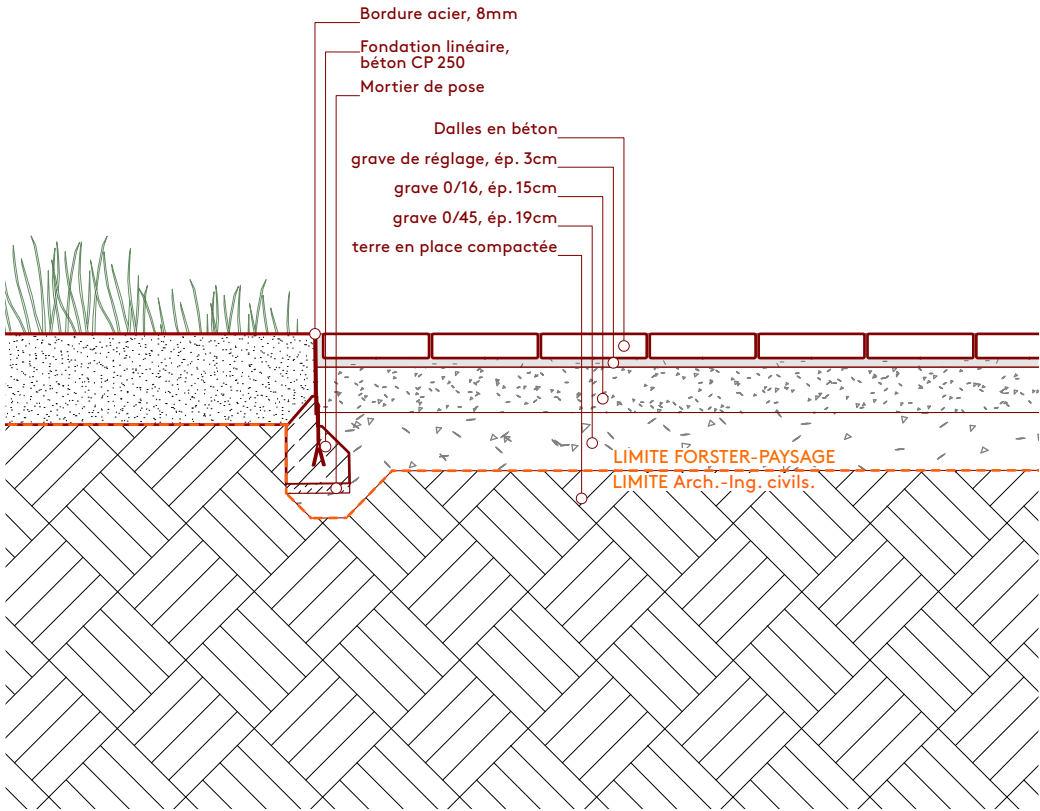 Bordure acier, 8mm
Fondation linéaire,
béton CP 250
Mortier de pose
Dalles en béton
grave de réglage, ép. 3cm
grave 0/16, ép. 15cm
grave 0/45, ép. 19cm
terre en place compactée
LIMITE FORSTER-PAYSAGE
LIMITE Arch.-Ing. civils.